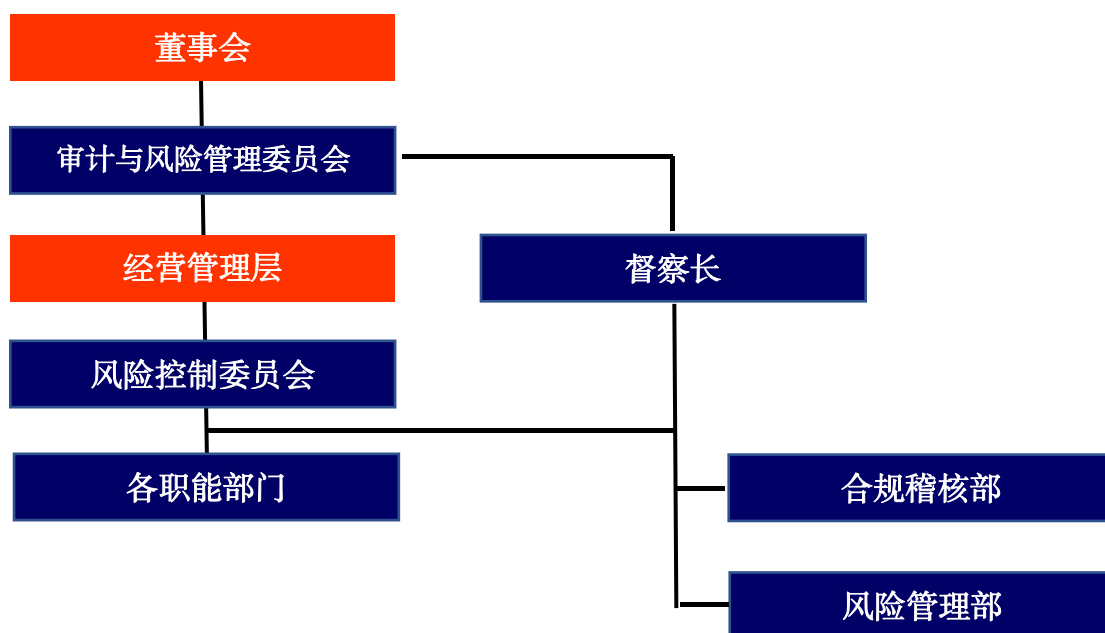 董事会
审计与风险管理委员会
经营管理层
督察长
风险控制委员会
各职能部门
合规稽核部
风险管理部